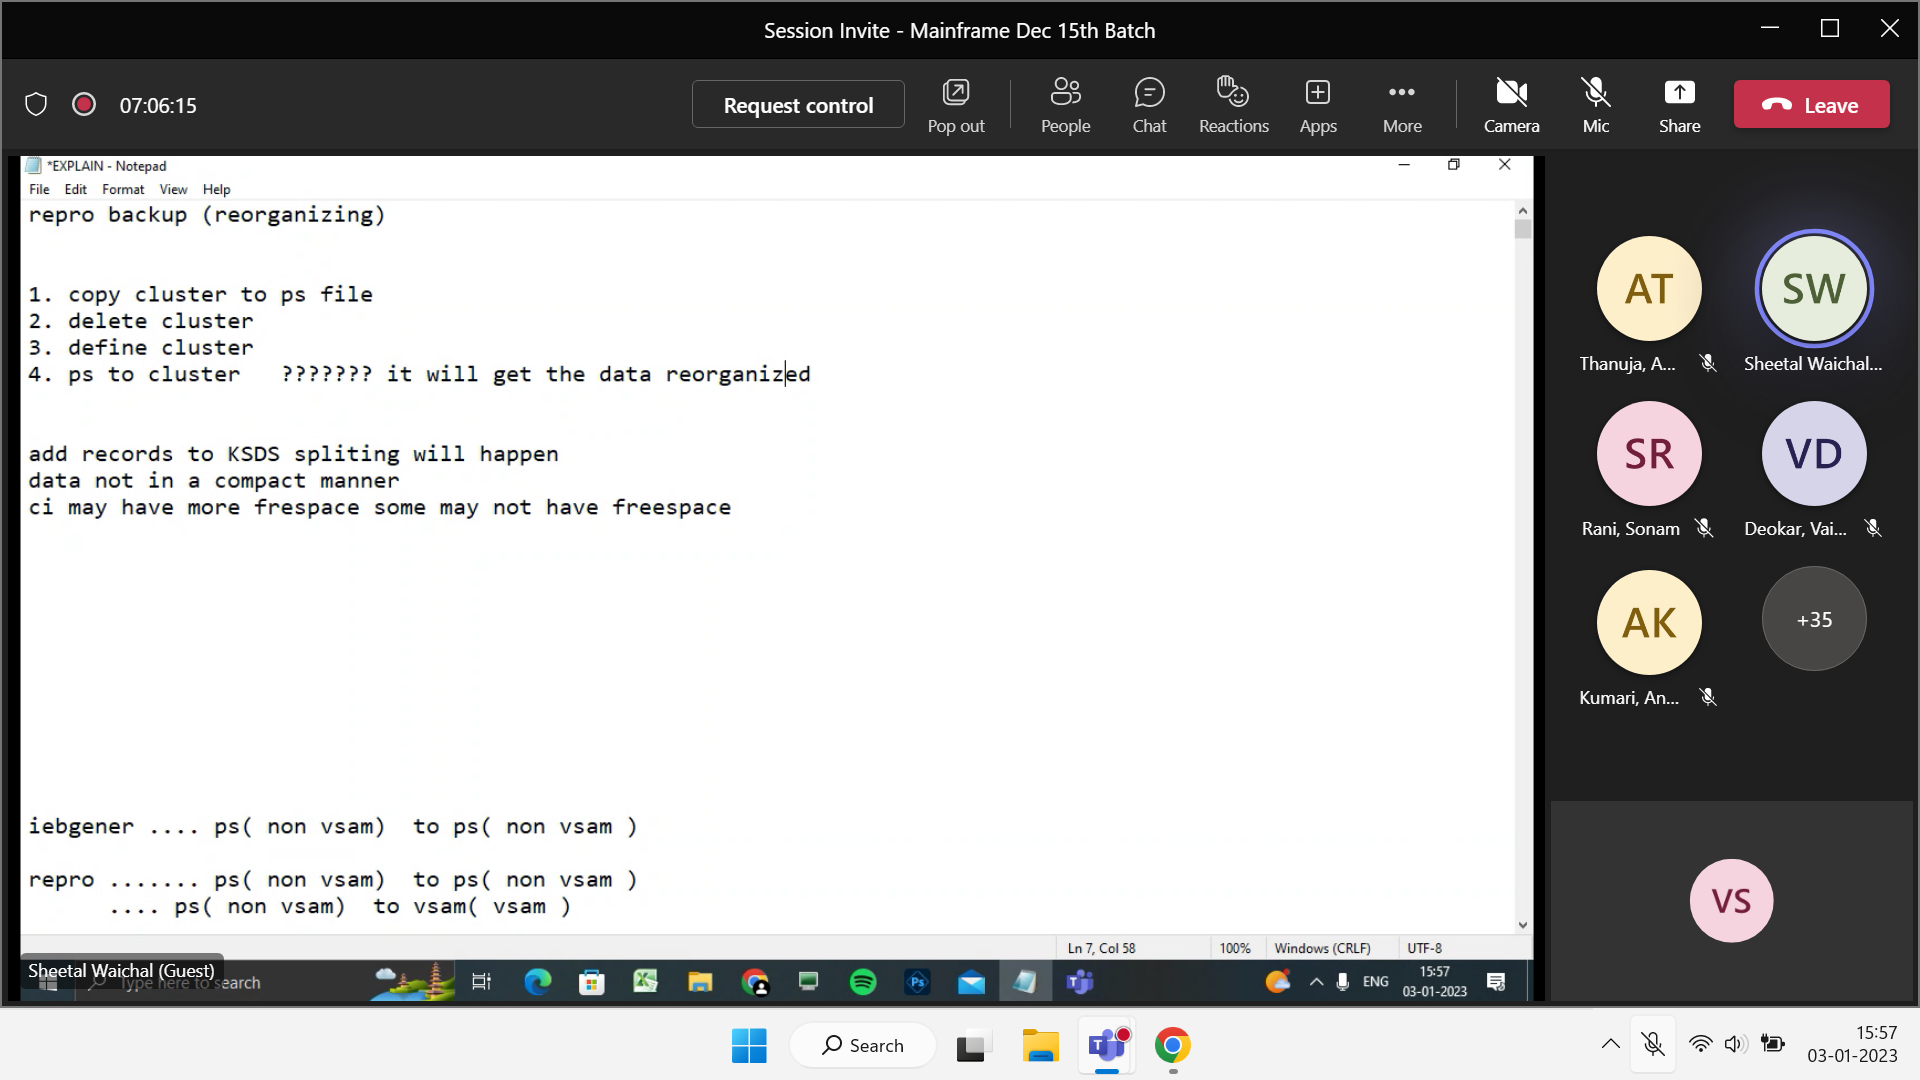 Session Invite - Mainframe Dec 15th Batch
07:06:15
Request control
Pop out
People
Chat
Reactions
Apps
More
Camera
Mic
Share
Leave
*EXPLAIN - Notepad
File Edit Format View Help
repro backup (reorganizing)
1. copy cluster to ps file
2. delete cluster
3. define cluster
4. ps to cluster ??????? it will get the data reorganized
add records to KSDS spliting will happen
data not in a compact manner
ci may have more frespace some may not have freespace
iebgener .... ps( non vsam) to ps( non vsam )
repro ....... ps( non vsam) to ps( non vsam )
.... ps( non vsam) to vsam( vsam )
Ln 7, Col 58
100%
Windows (CRLF)
UTF-8
Sheetal Waichal (Guest)
Type here to search
Ps
ENG
15:57
03-01-2023
AT
Thanuja, A...
SW
Sheetal Waichal...
SR
Rani, Sonam
VD
Deokar, Vai...
AK
Kumari, An...
+35
VS
Search
15:57
03-01-2023